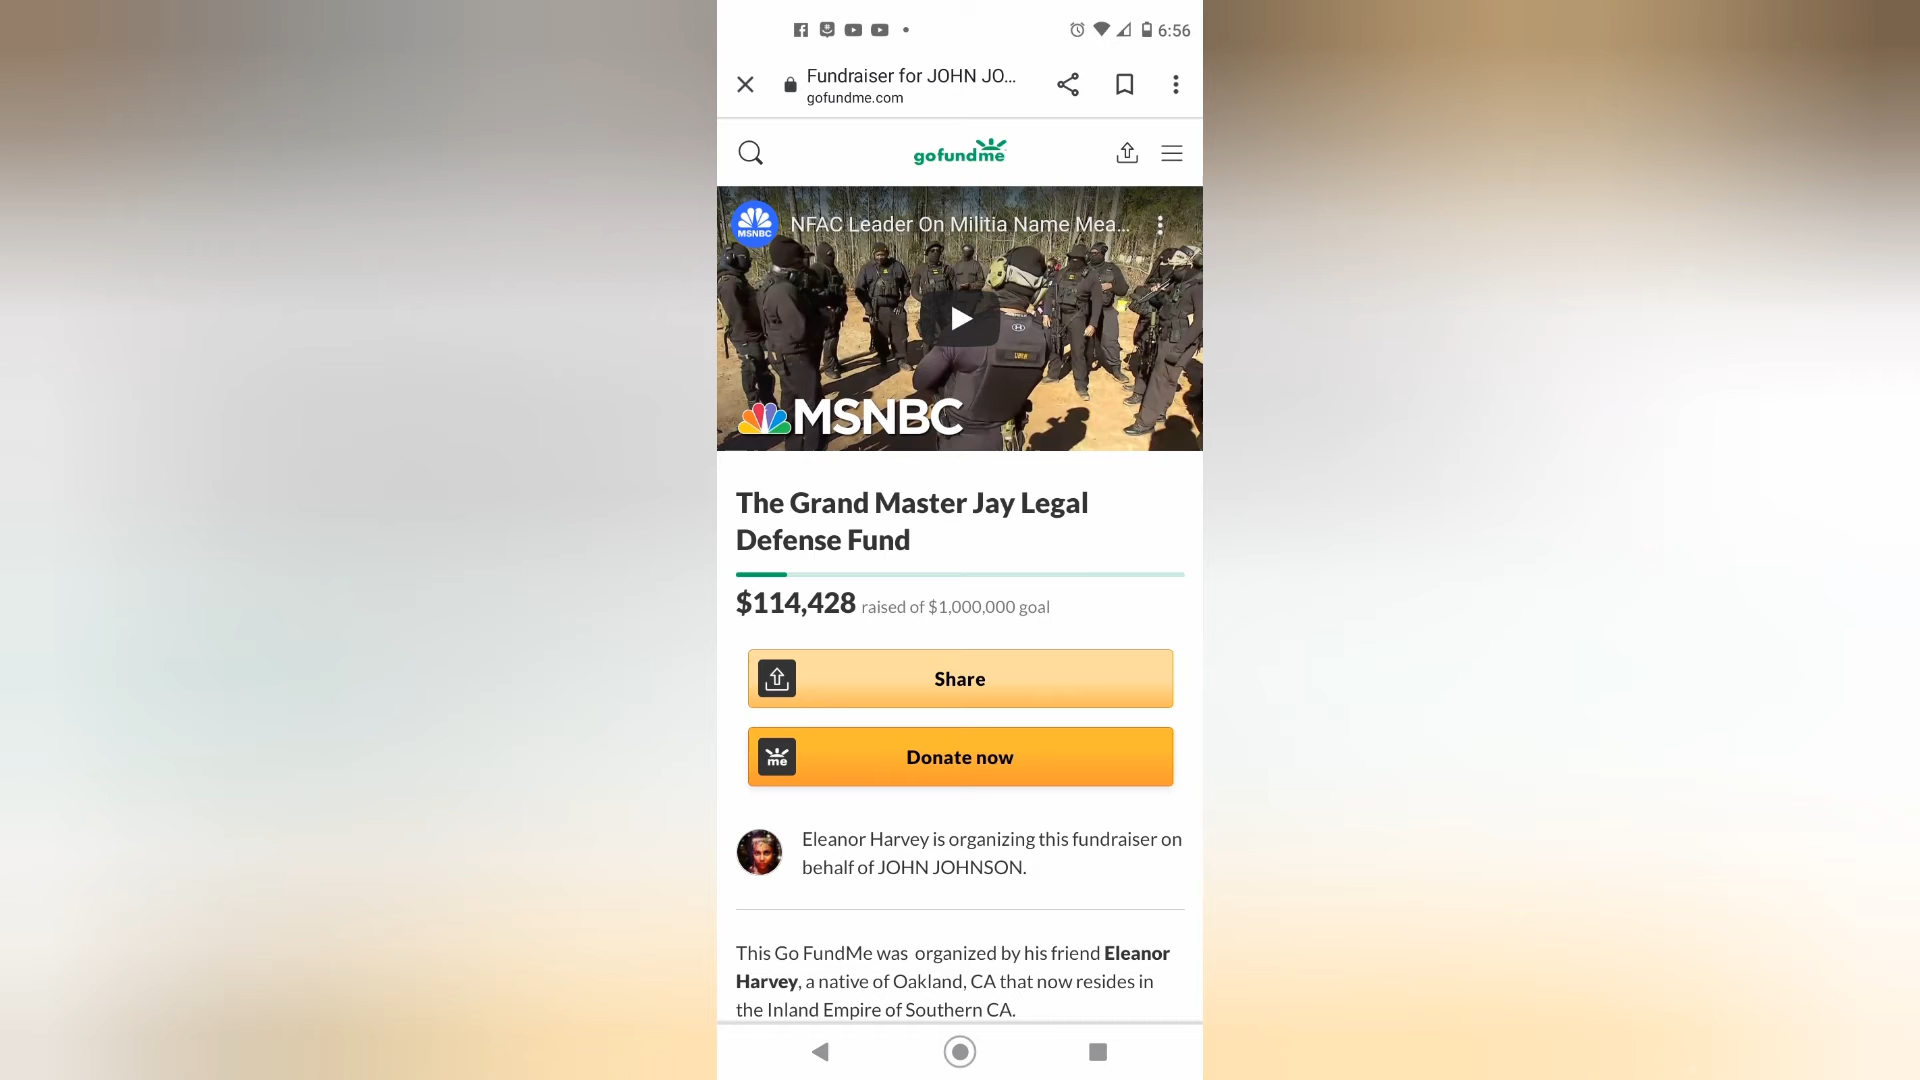 6:56
Fundraiser for JOHN JO...
gofundme.com
gofundme
MSNBC
NFAC Leader On Militia Name Mea...
MSNBC
The Grand Master Jay Legal
Defense Fund
$114,428 raised of $1,000,000 goal
Share
me
Donate now
Eleanor Harvey is organizing this fundraiser on
behalf of JOHN JOHNSON.
This Go FundMe was organized by his friend Eleanor
Harvey, a native of Oakland, CA that now resides in
the Inland Empire of Southern CA.